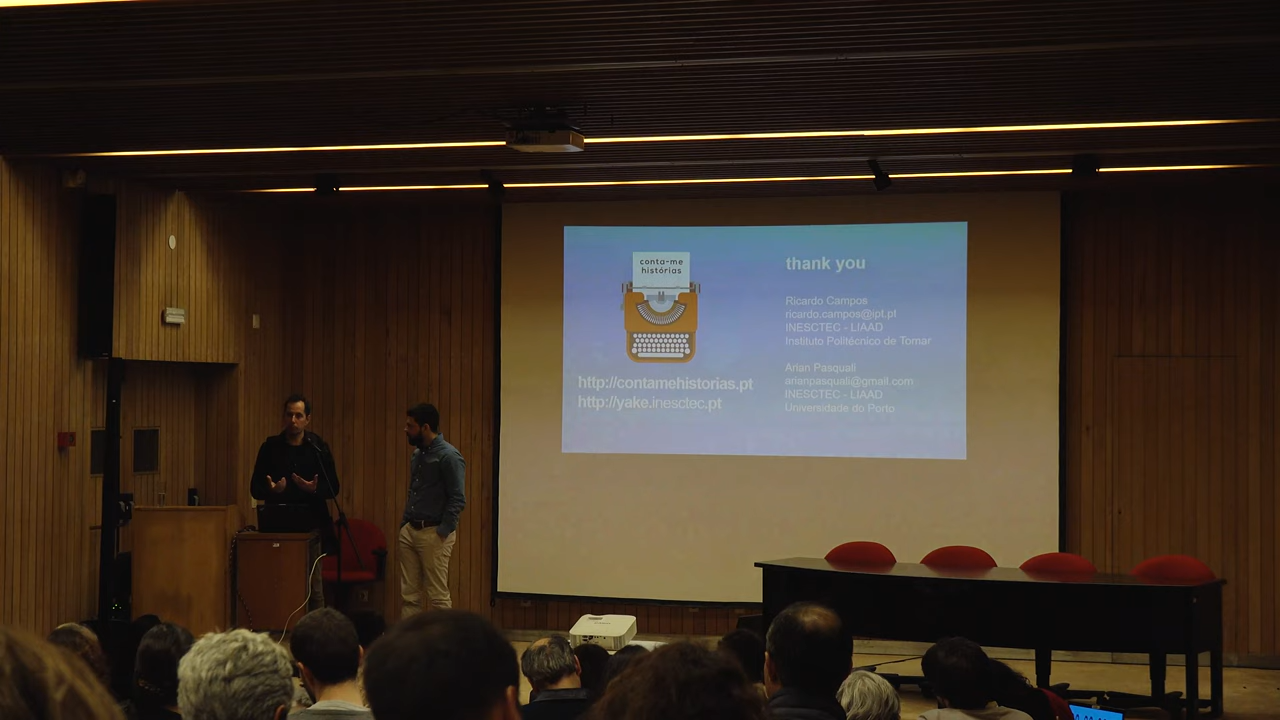 conta-me
histórias
http://contamehistorias.pt
http://yake.inesctec.pt
thank you
Ricardo Campos
ricardo.campos@ipt.pt
INESCTEC - LIAAD
Instituto Politécnico de Tomar
Arian Pasquali
arianpasquali@gmail.com
INESCTEC - LIAAD
Universidade do Porto